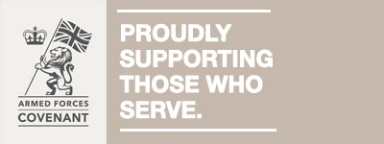 ARMED FORCES
COVENANT
PROUDLY
SUPPORTING
THOSE WHO
SERVE.